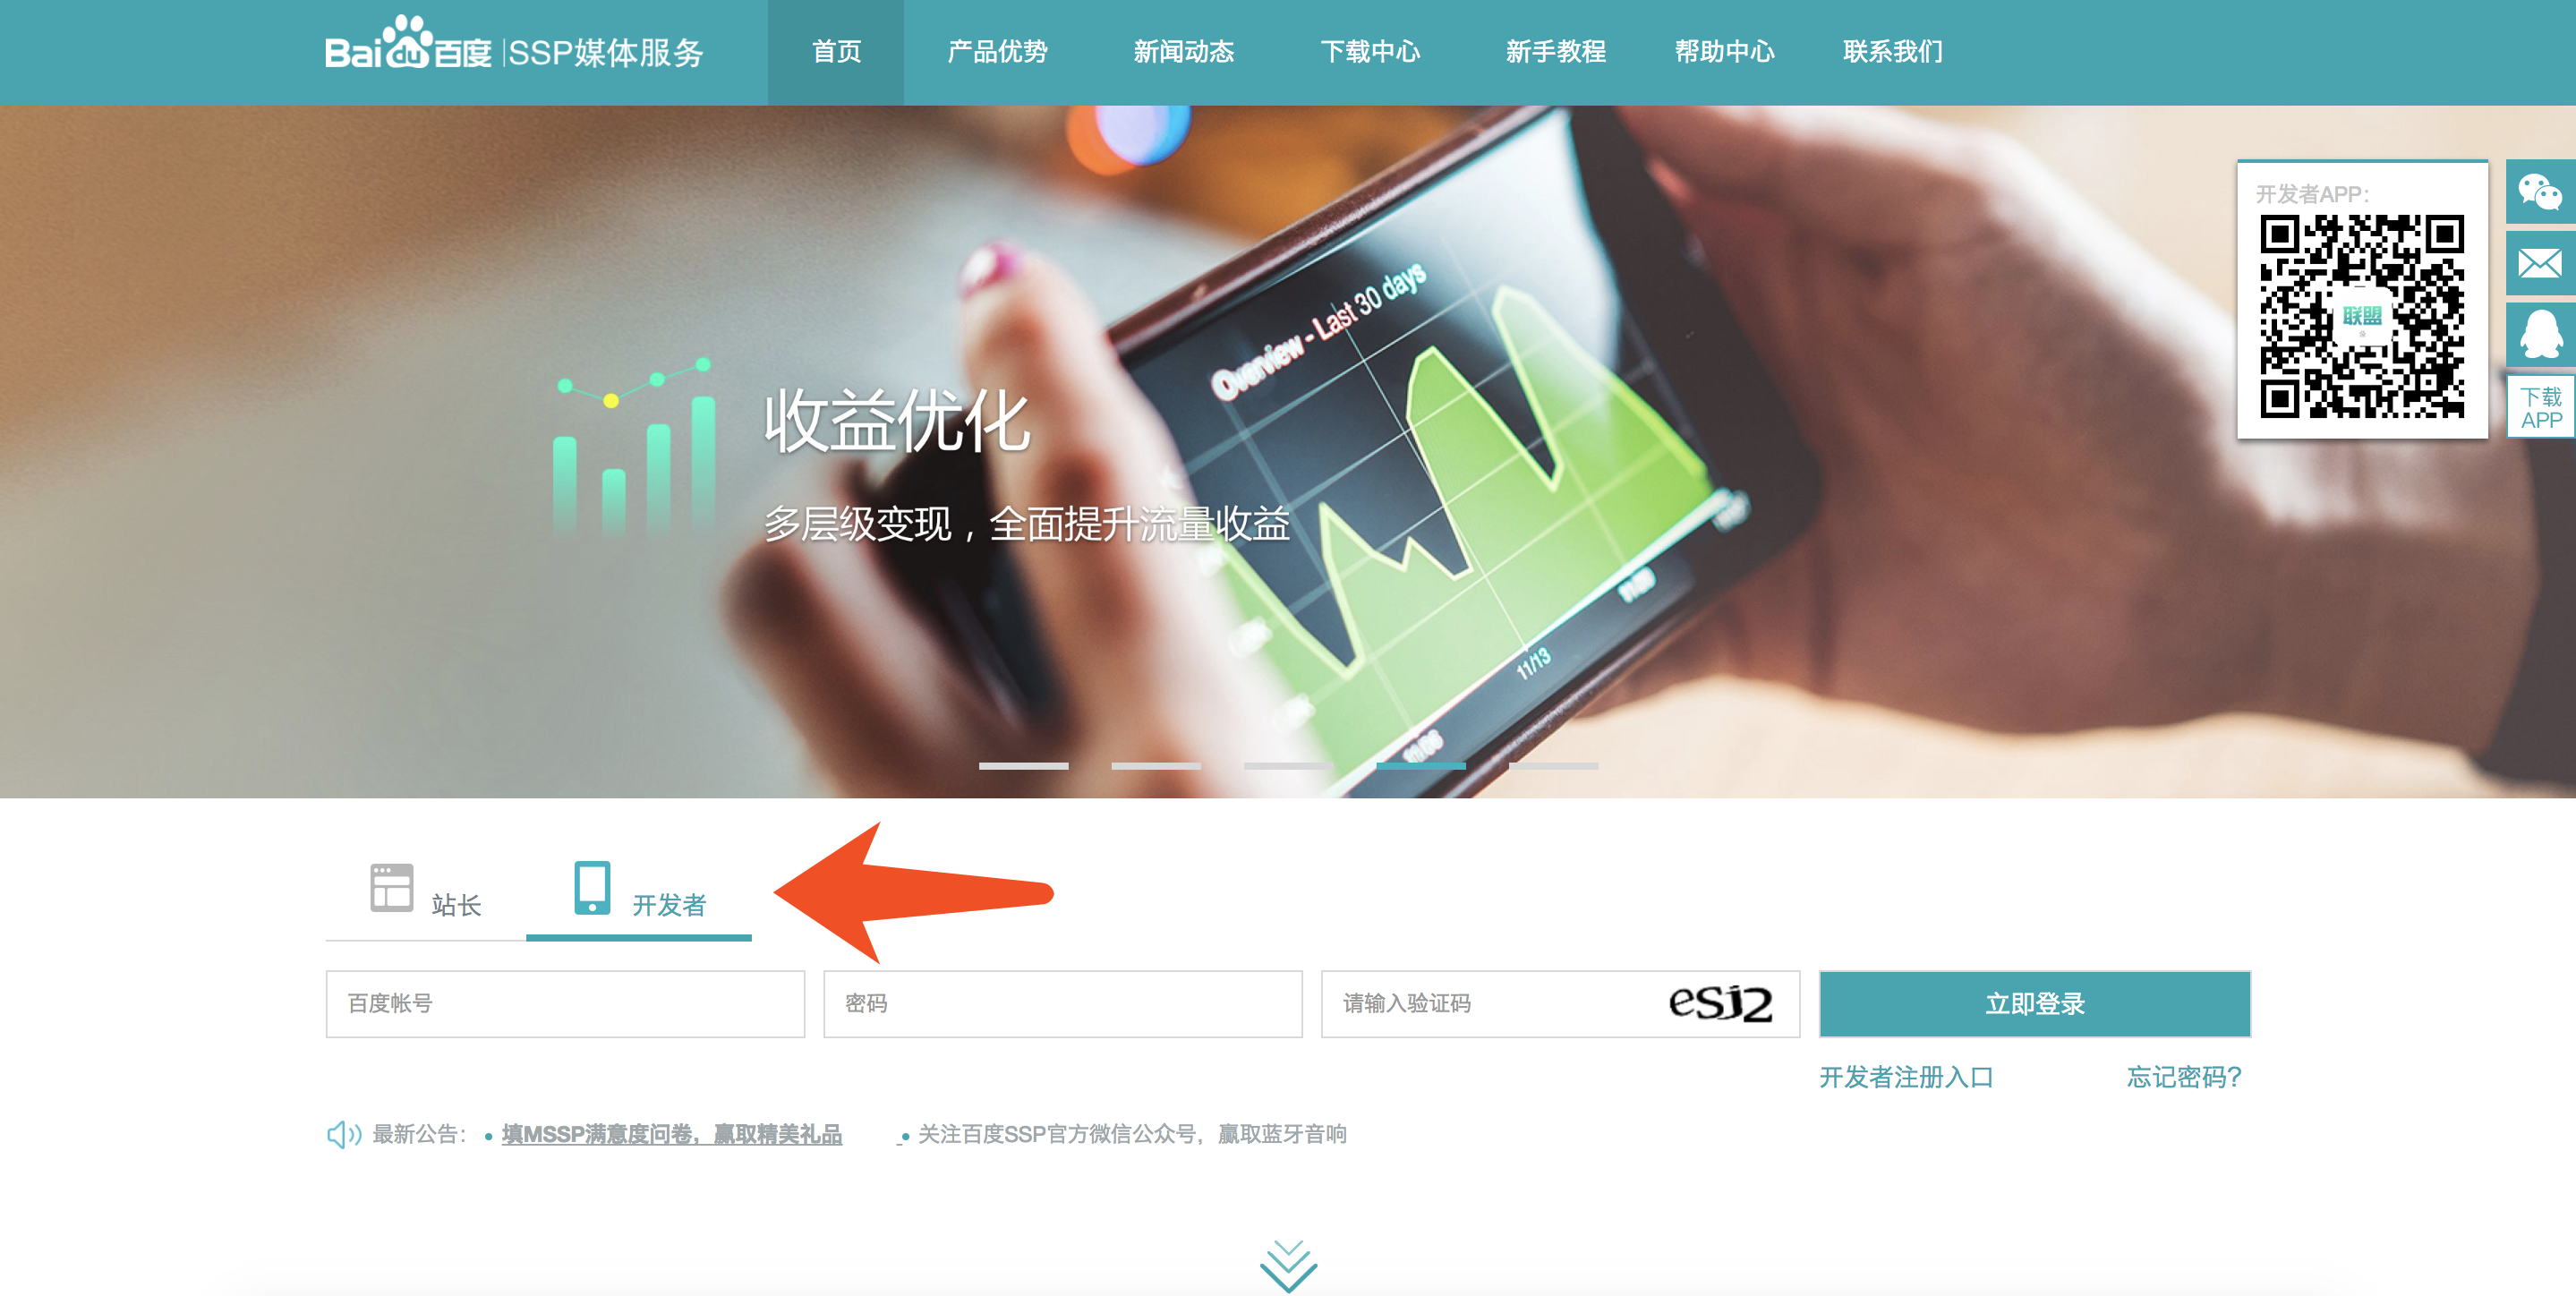 Bai du 百度 | SSP媒体服务
首页 产品优势 新闻动态 下载中心 新手教程 帮助中心 联系我们
开发者APP：
联盟
下载
APP
Overview - Last 30 days
收益优化
多层级变现，全面提升流量收益
11/13
站长 开发者
百度帐号 密码 请输入验证码 esj2 立即登录
开发者注册入口 忘记密码?
最新公告： • 填MSSP满意度问卷，赢取精美礼品 • 关注百度SSP官方微信公众号，赢取蓝牙音响